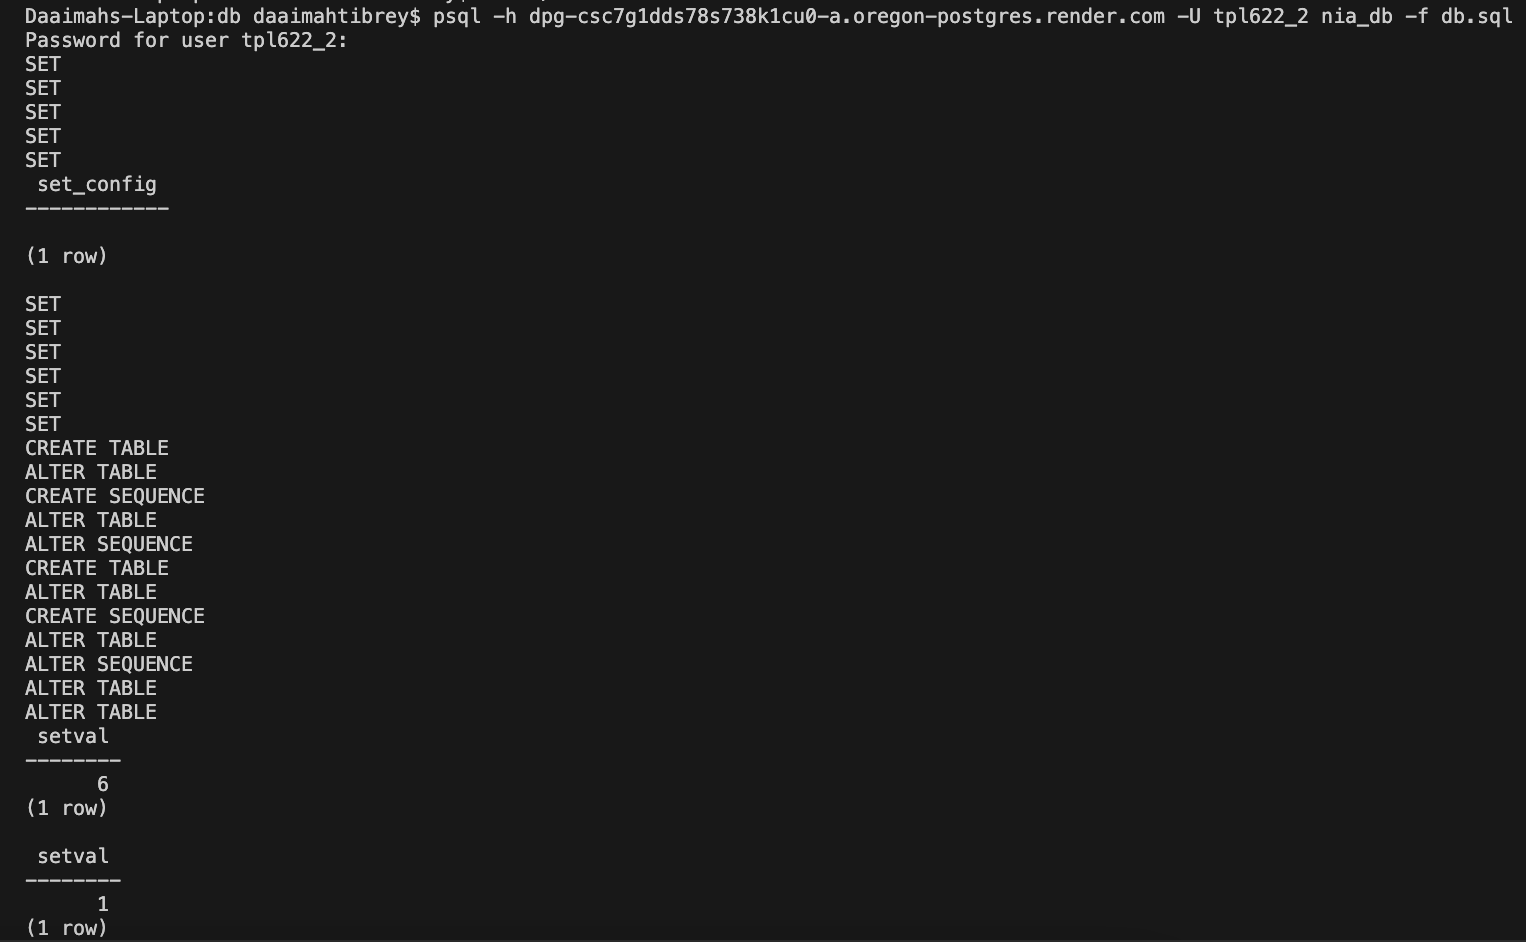 Daaimahs-Laptop:db daaimahtibrey$ psql -h dpg-csc7g1dds78s738k1cu0-a.oregon-postgres.render.com -U tpl622_2 nia_db -f db.sql
Password for user tpl622_2:
SET
SET
SET
SET
SET
 set_config
------------

(1 row)

SET
SET
SET
SET
SET
SET
CREATE TABLE
ALTER TABLE
CREATE SEQUENCE
ALTER TABLE
ALTER SEQUENCE
CREATE TABLE
ALTER TABLE
CREATE SEQUENCE
ALTER TABLE
ALTER SEQUENCE
ALTER TABLE
ALTER TABLE
 setval
--------
      6
(1 row)

 setval
--------
      1
(1 row)